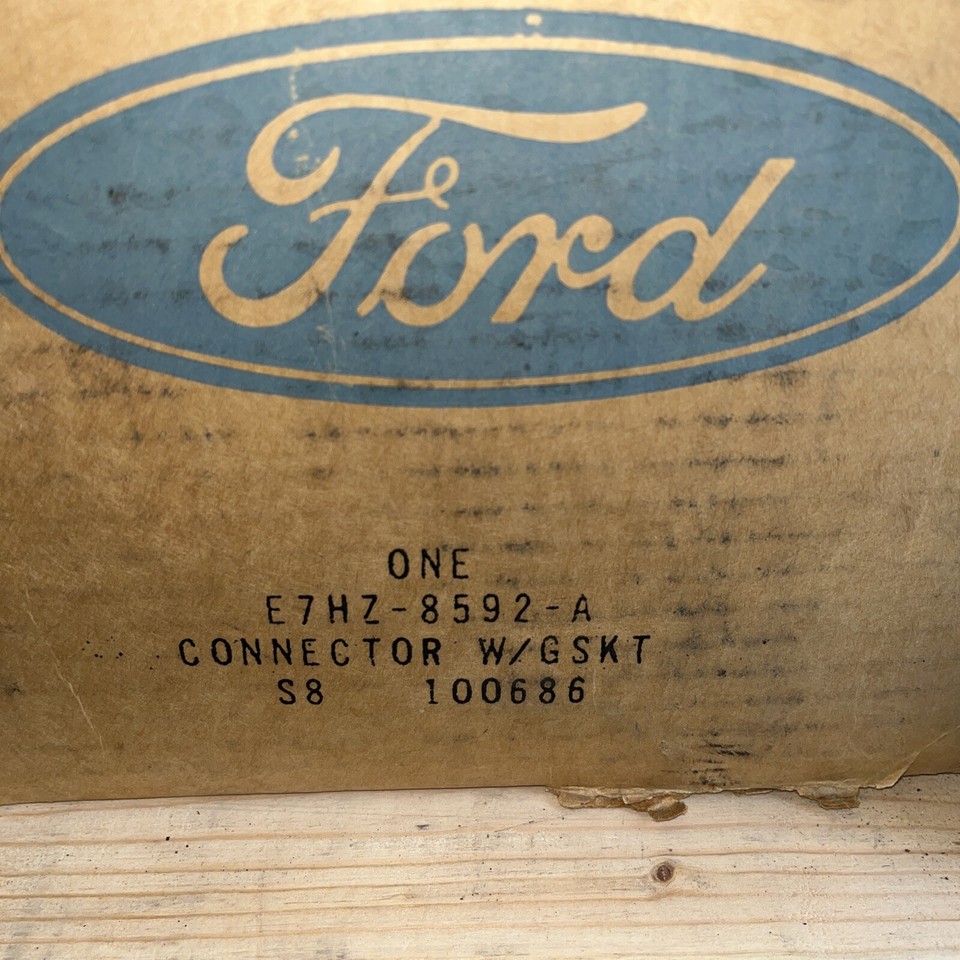 Ford
ONE
E7HZ-8592-A
CONNECTOR W/GSKT
S8 100686